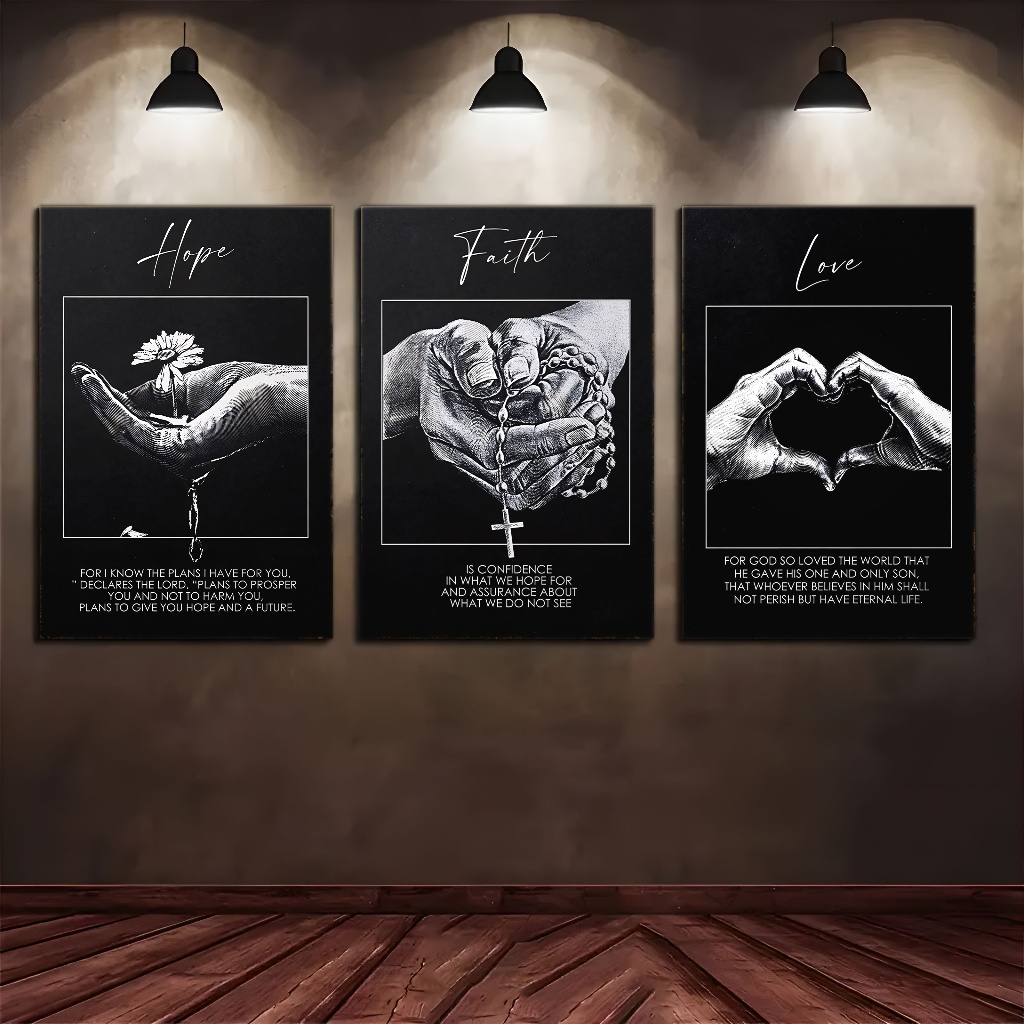 Hope
FOR I KNOW THE PLANS I HAVE FOR YOU,
" DECLARES THE LORD, "PLANS TO PROSPER
YOU AND NOT TO HARM YOU,
PLANS TO GIVE YOU HOPE AND A FUTURE.
Faith
IS CONFIDENCE
IN WHAT WE HOPE FOR
AND ASSURANCE ABOUT
WHAT WE DO NOT SEE
Love
FOR GOD SO LOVED THE WORLD THAT
HE GAVE HIS ONE AND ONLY SON,
THAT WHOEVER BELIEVES IN HIM SHALL
NOT PERISH BUT HAVE ETERNAL LIFE.